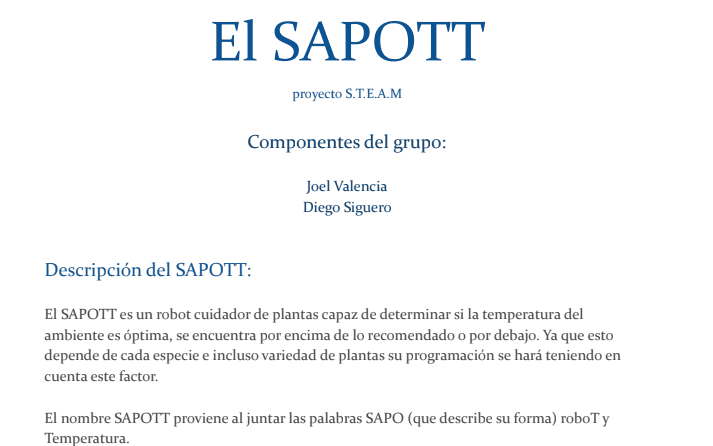 El SAPOTT
proyecto S.T.E.A.M
Componentes del grupo:
Joel Valencia
Diego Siguero
Descripción del SAPOTT:
El SAPOTT es un robot cuidador de plantas capaz de determinar si la temperatura del
ambiente es óptima, se encuentra por encima de lo recomendado o por debajo. Ya que esto
depende de cada especie e incluso variedad de plantas su programación se hará teniendo en
cuenta este factor.
El nombre SAPOTT proviene al juntar las palabras SAPO (que describe su forma) roboT y
Temperatura.